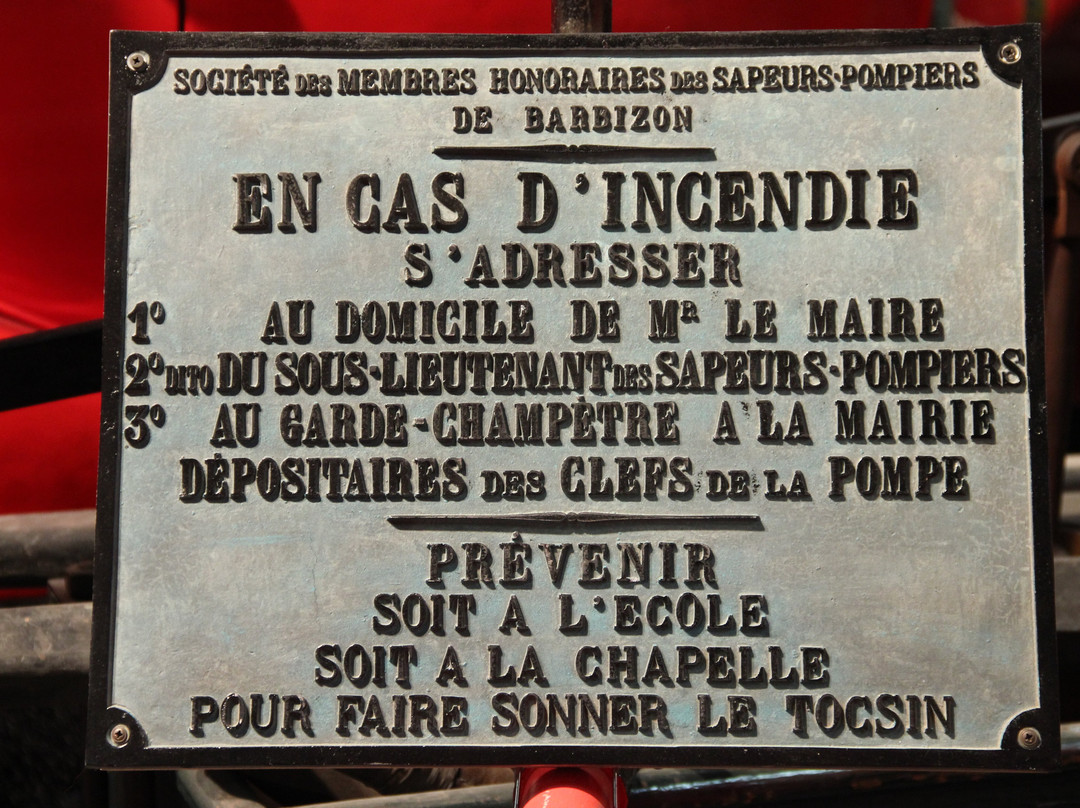 SOCIÉTÉ DES MEMBRES HONORAIRES DES SAPEURS-POMPIERS
DE BARBIZON
EN CAS D'INCENDIE
S'ADRESSER
1° AU DOMICILE DE MR LE MAIRE
2° DITO DU SOUS-LIEUTENANT DES SAPEURS-POMPIERS
3° AU GARDE-CHAMPÊTRE A LA MAIRIE
DÉPOSITAIRES DES CLEFS DE LA POMPE
PRÉVENIR
SOIT A L'ECOLE
SOIT A LA CHAPELLE
POUR FAIRE SONNER LE TOCSIN